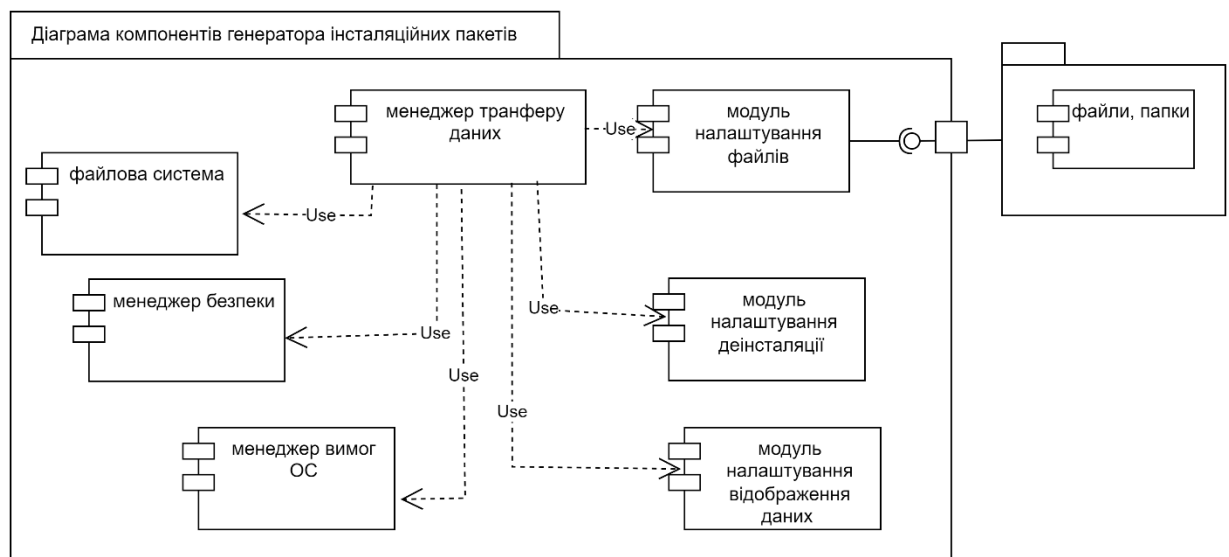 Діаграма компонентів генератора інсталяційних пакетів
менеджер транферу
даних
Use
модуль
налаштування
файлів
файли, папки
файлова система
Use
менеджер безпеки
Use
модуль
налаштування
деінсталяції
Use
Use
Use
менеджер вимог
ОС
модуль
налаштування
відображення
даних